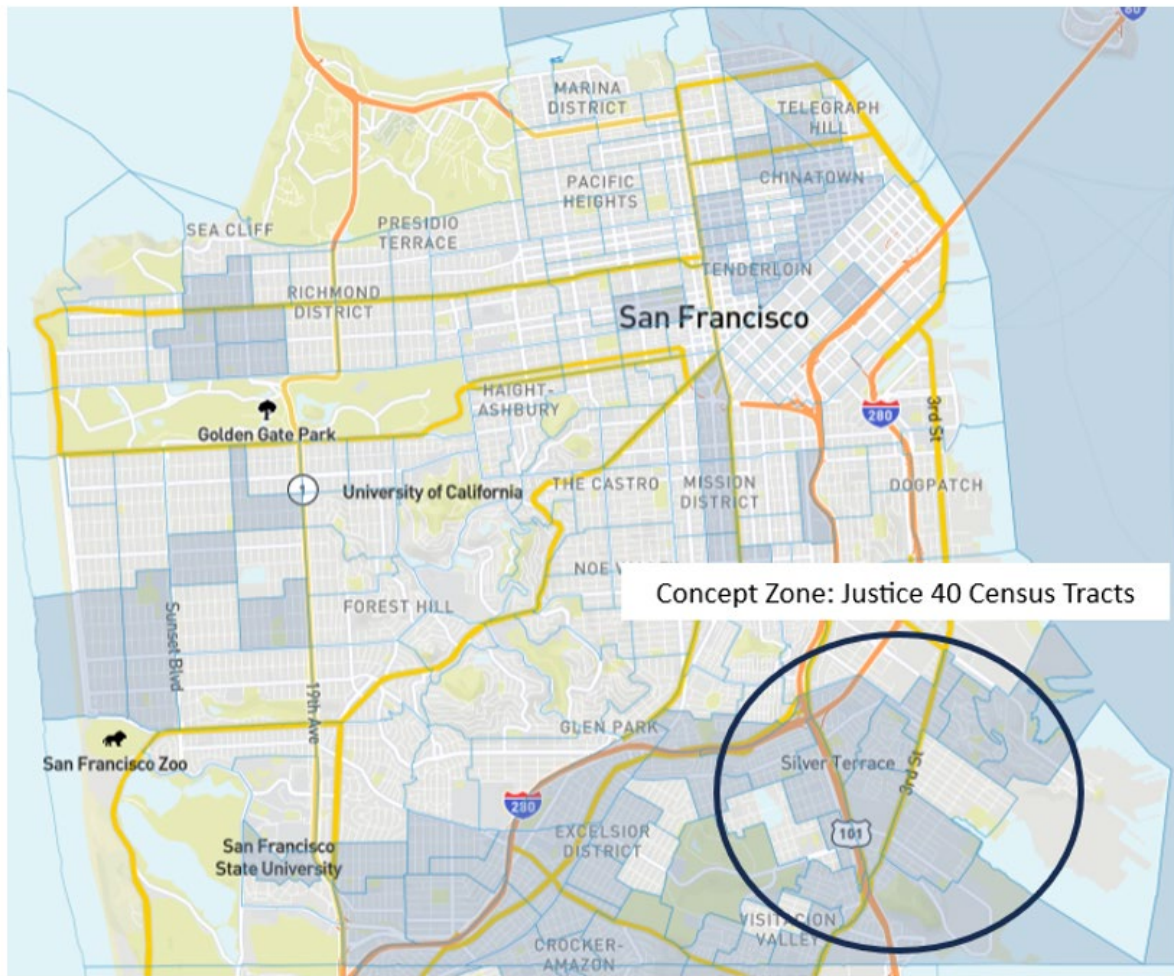 80
MARINA
DISTRICT
TELEGRAPH
HILL
CHINATOWN
PACIFIC
HEIGHTS
SEA CLIFF
PRESIDIO
TERRACE
TENDERLOIN
RICHMOND
DISTRICT
San Francisco
HAIGHT-
ASHBURY
Golden Gate Park
280
3rd St
1
University of California
THE CASTRO
MISSION
DISTRICT
DOGPATCH
NOE
Concept Zone: Justice 40 Census Tracts
FOREST HILL
Sunset Blvd
19th Ave
GLEN PARK
San Francisco Zoo
Silver Terrace
3rd St
280
EXCELSIOR
DISTRICT
101
San Francisco
State University
VISITACION
VALLEY
CROCKER-
AMAZON